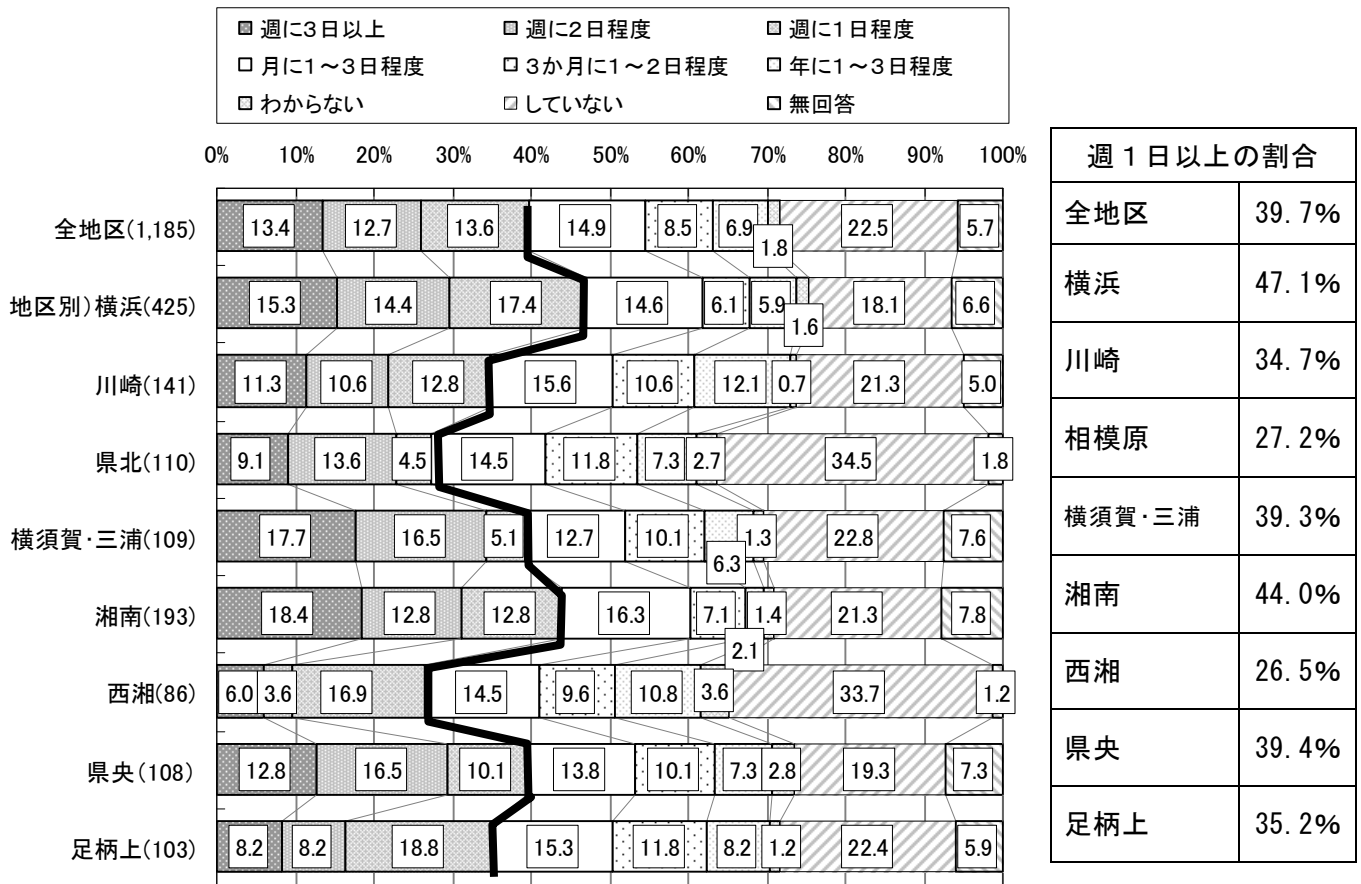 週に3日以上 週に2日程度 週に1日程度
月に1～3日程度 3か月に1～2日程度 年に1～3日程度
わからない していない 無回答
0% 10% 20% 30% 40% 50% 60% 70% 80% 90% 100%
全地区(1,185) 13.4 12.7 13.6 14.9 8.5 6.9 1.8 22.5 5.7
地区別)横浜(425) 15.3 14.4 17.4 14.6 6.1 5.9 1.6 18.1 6.6
川崎(141) 11.3 10.6 12.8 15.6 10.6 12.1 0.7 21.3 5.0
県北(110) 9.1 13.6 4.5 14.5 11.8 7.3 2.7 34.5 1.8
横須賀・三浦(109) 17.7 16.5 5.1 12.7 10.1 6.3 1.3 22.8 7.6
湘南(193) 18.4 12.8 12.8 16.3 7.1 2.1 1.4 21.3 7.8
西湘(86) 6.0 3.6 16.9 14.5 9.6 10.8 3.6 33.7 1.2
県央(108) 12.8 16.5 10.1 13.8 10.1 7.3 2.8 19.3 7.3
足柄上(103) 8.2 8.2 18.8 15.3 11.8 8.2 1.2 22.4 5.9
週1日以上の割合
全地区 39.7%
横浜 47.1%
川崎 34.7%
相模原 27.2%
横須賀・三浦 39.3%
湘南 44.0%
西湘 26.5%
県央 39.4%
足柄上 35.2%